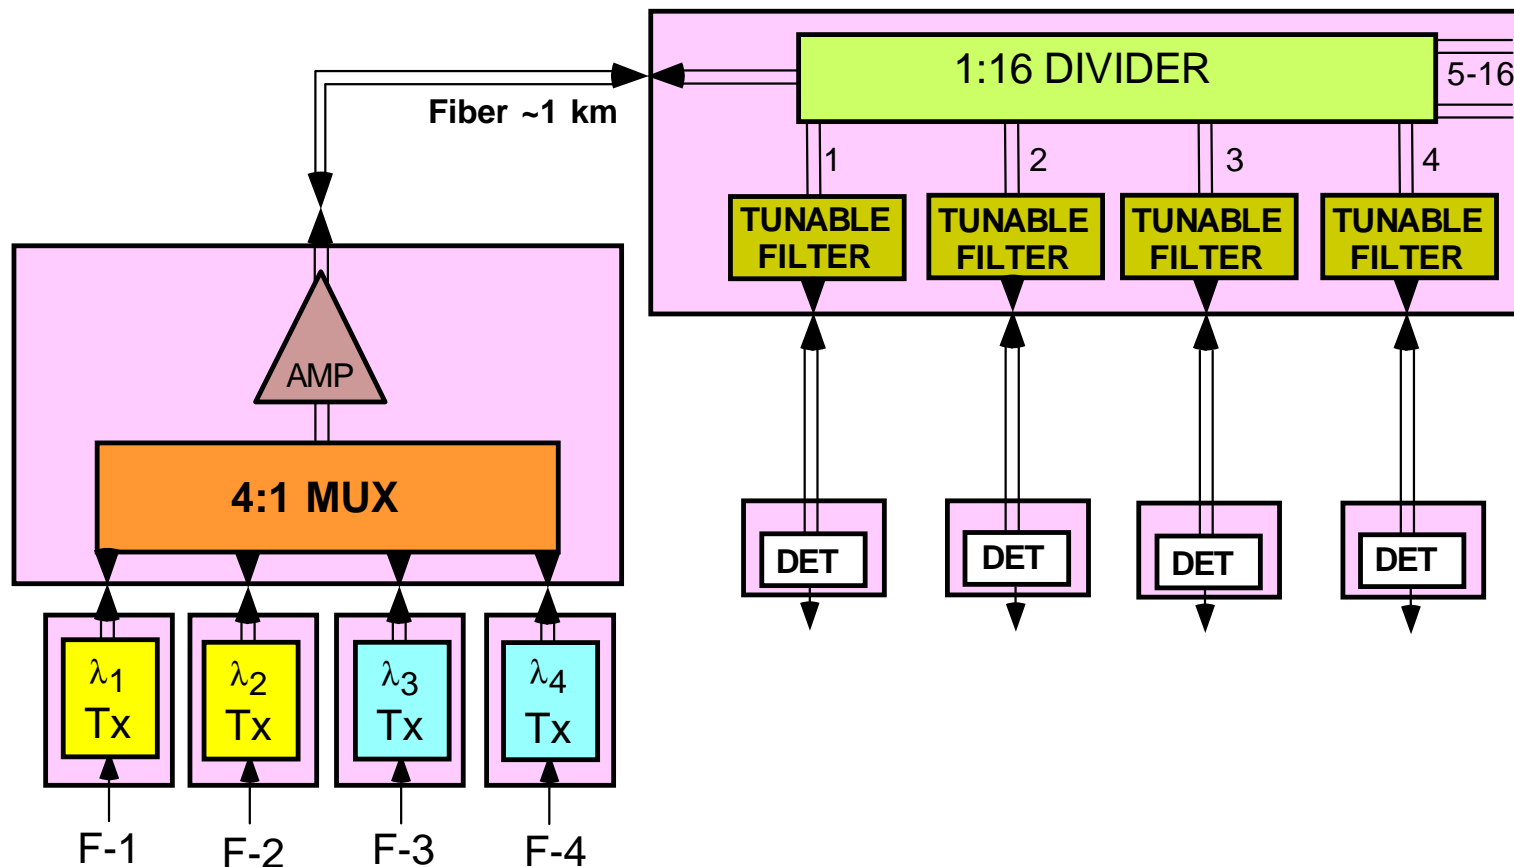 1:16 DIVIDER
5-16
Fiber ~1 km
1
2
3
4
TUNABLE
FILTER
TUNABLE
FILTER
TUNABLE
FILTER
TUNABLE
FILTER
AMP
4:1 MUX
DET
DET
DET
DET
λ1
Tx
λ2
Tx
λ3
Tx
λ4
Tx
F-1
F-2
F-3
F-4